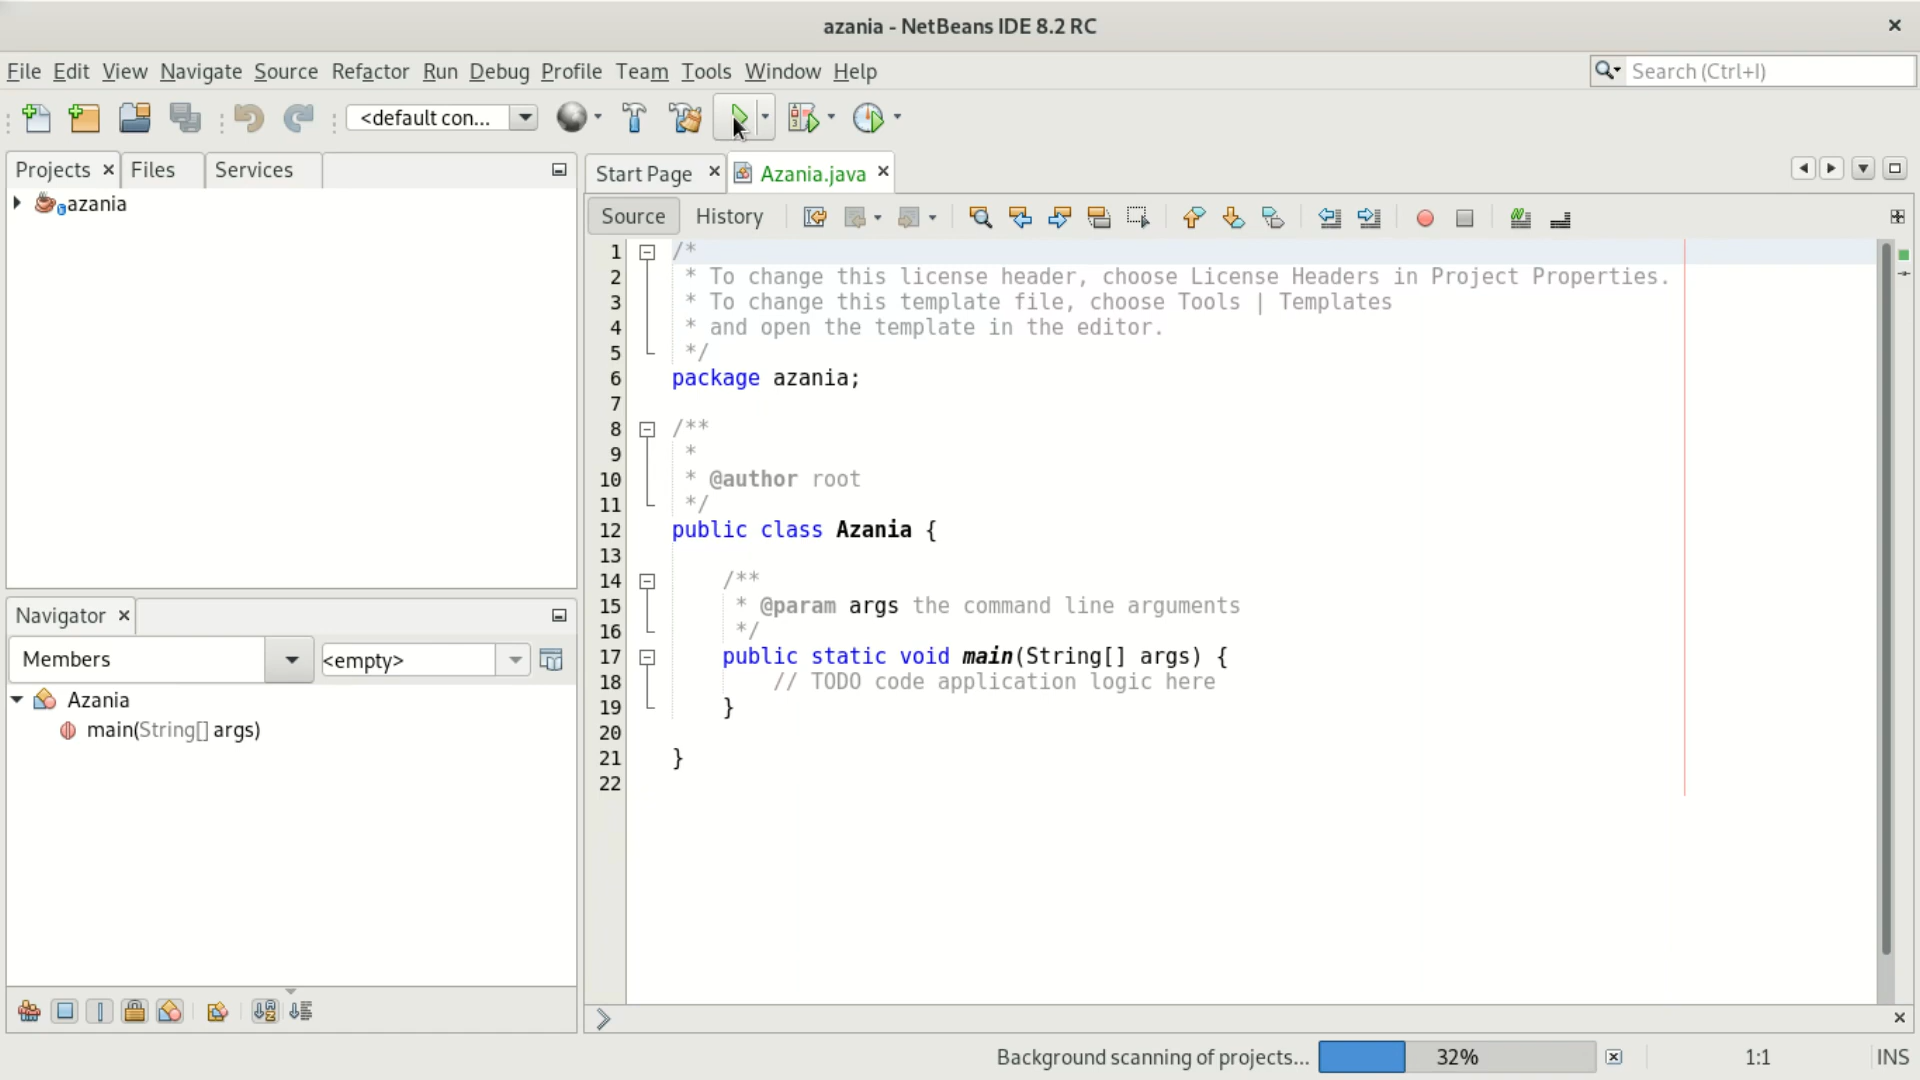 azania - NetBeans IDE 8.2 RC
File Edit View Navigate Source Refactor Run Debug Profile Team Tools Window Help
Search (Ctrl+I)
<default con...
Projects Files Services
azania
Start Page Azania.java
Source History
1 /*
2  * To change this license header, choose License Headers in Project Properties.
3  * To change this template file, choose Tools | Templates
4  * and open the template in the editor.
5  */
6 package azania;
7
8 /**
9  *
10  * @author root
11  */
12 public class Azania {
13
14     /**
15      * @param args the command line arguments
16      */
17     public static void main(String[] args) {
18         // TODO code application logic here
19     }
20
21 }
22
Navigator
Members <empty>
Azania
main(String[] args)
Background scanning of projects... 32% 1:1 INS